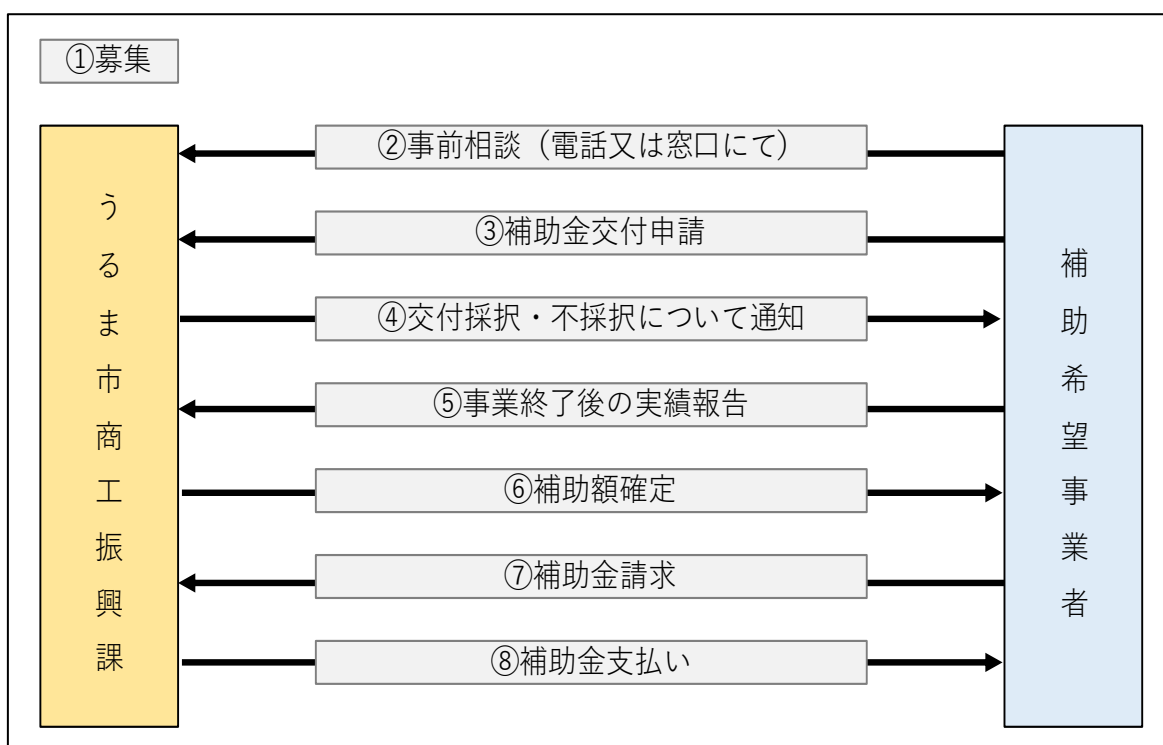 ①募集
うるま市商工振興課
②事前相談（電話又は窓口にて）
③補助金交付申請
④交付採択・不採択について通知
⑤事業終了後の実績報告
⑥補助額確定
⑦補助金請求
⑧補助金支払い
補助希望事業者